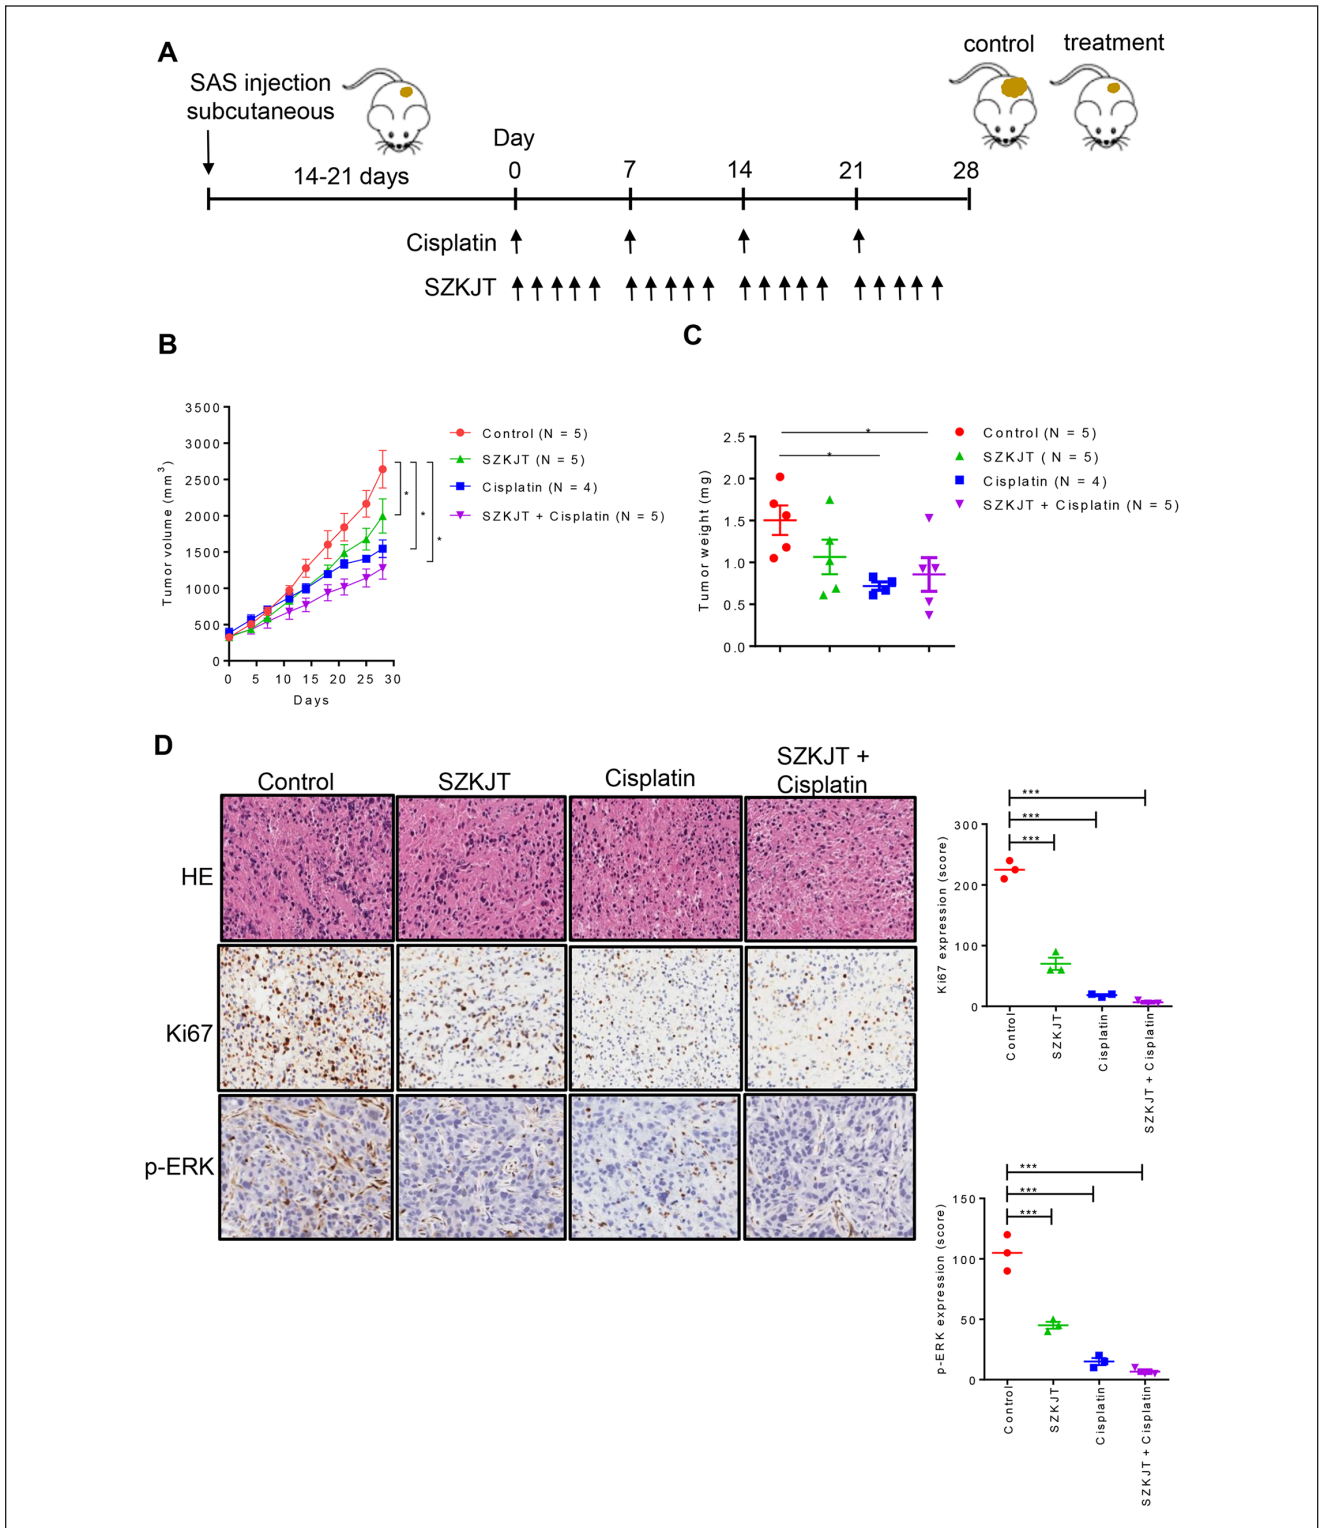 A
SAS injection
subcutaneous
control
treatment
Day
14-21 days
0
7
14
21
28
Cisplatin
SZKJT
B
3500
3000
2500
2000
1500
1000
500
0
Tumor volume (mm3)
0 5 10 15 20 25 30
Days
Control (N = 5)
SZKJT (N = 5)
Cisplatin (N = 4)
SZKJT + Cisplatin (N = 5)
*
*
*
C
2.5
2.0
1.5
1.0
0.5
0.0
Tumor weight (mg)
*
*
Control (N = 5)
SZKJT ( N = 5)
Cisplatin (N = 4)
SZKJT + Cisplatin (N = 5)
D
Control
SZKJT
Cisplatin
SZKJT +
Cisplatin
HE
Ki67
p-ERK
***
***
***
300
200
100
0
Ki67 expression (score)
Control
SZKJT
Cisplatin
SZKJT + Cisplatin
***
***
***
150
100
50
0
p-ERK expression (score)
Control
SZKJT
Cisplatin
SZKJT + Cisplatin